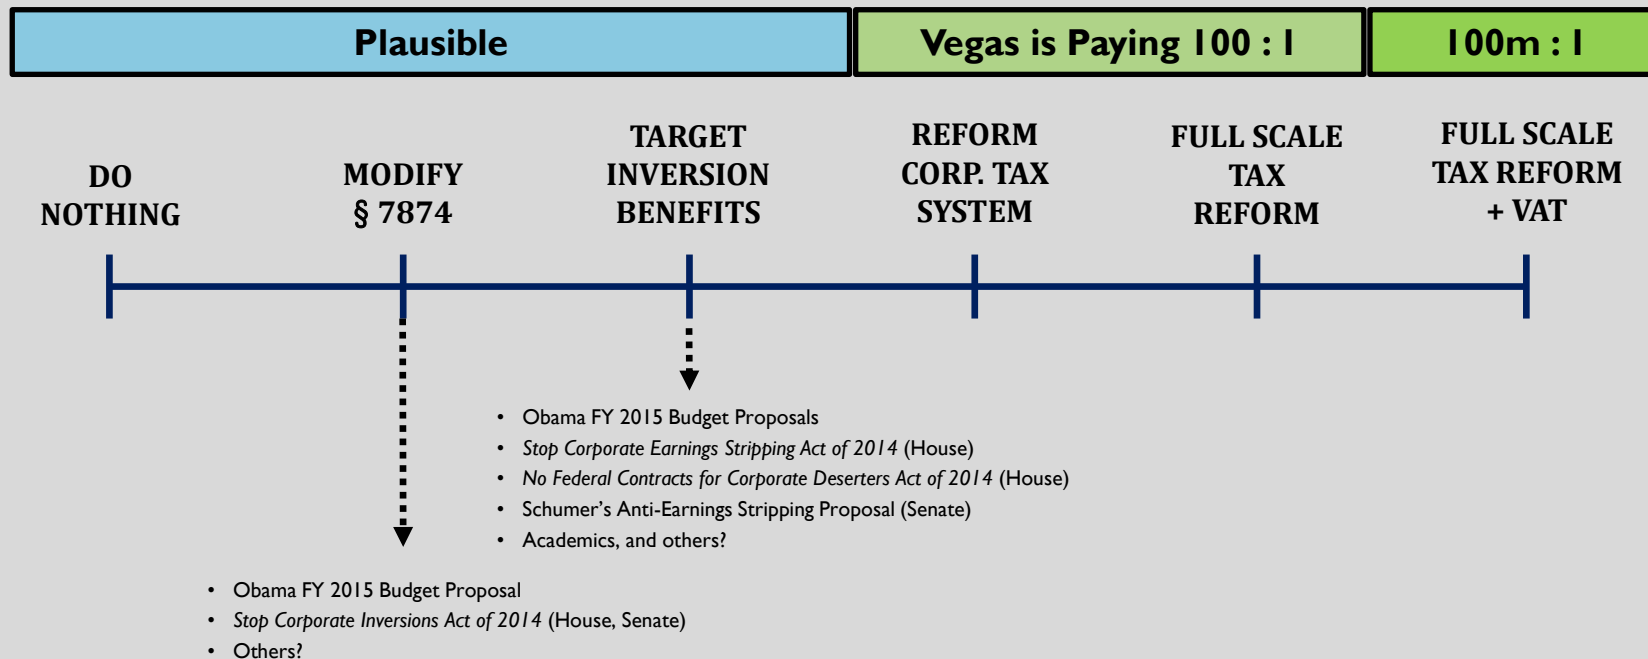 Plausible
Vegas is Paying 100 : 1
100m : 1
DO
NOTHING
MODIFY
§ 7874
TARGET
INVERSION
BENEFITS
REFORM
CORP. TAX
SYSTEM
FULL SCALE
TAX
REFORM
FULL SCALE
TAX REFORM
+ VAT
• Obama FY 2015 Budget Proposals
• Stop Corporate Earnings Stripping Act of 2014 (House)
• No Federal Contracts for Corporate Deserters Act of 2014 (House)
• Schumer’s Anti-Earnings Stripping Proposal (Senate)
• Academics, and others?
• Obama FY 2015 Budget Proposal
• Stop Corporate Inversions Act of 2014 (House, Senate)
• Others?